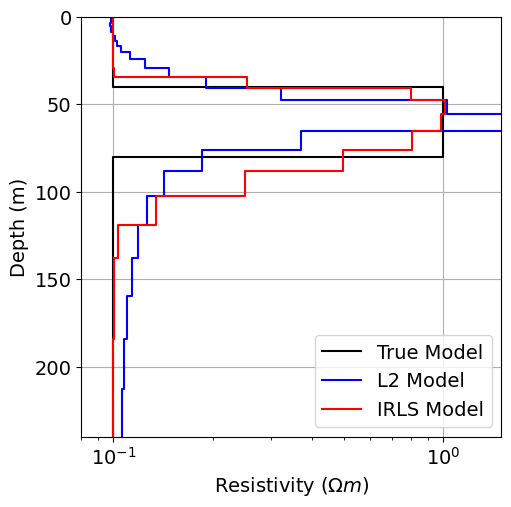 0
50
100
150
200
Depth (m)
10⁻¹
10⁰
Resistivity (Ωm)
True Model
L2 Model
IRLS Model